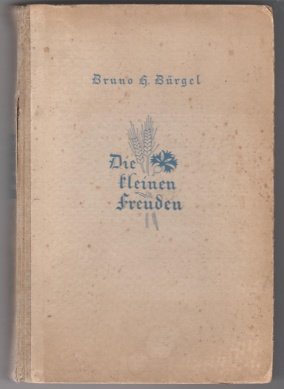 Bruno H. Bürgel
Die
kleinen
Freuden